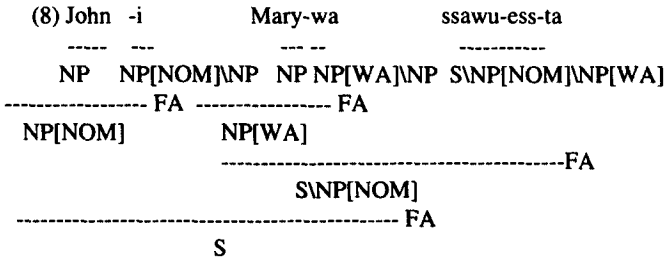 (8) John -i Mary-wa ssawu-ess-ta
----- --- --- -- -----------
NP NP[NOM]\NP NP NP[WA]\NP S\NP[NOM]\NP[WA]
------------------- FA ------------------ FA
NP[NOM] NP[WA]
--------------------------------------------FA
S\NP[NOM]
------------------------------------------------- FA
S